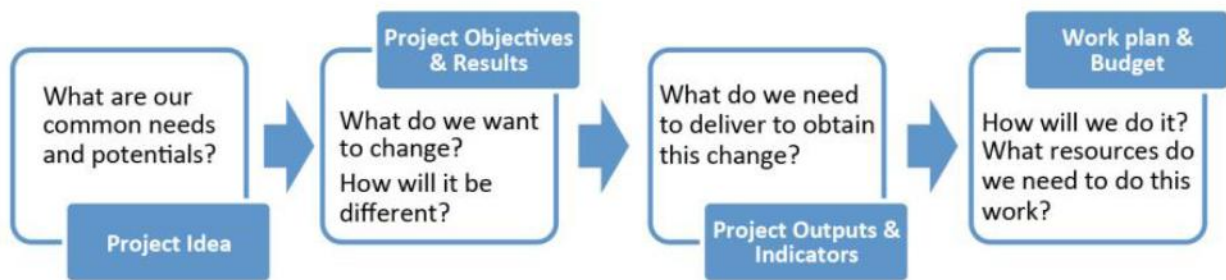 What are our
common needs
and potentials?
Project Idea
Project Objectives
& Results
What do we want
to change?
How will it be
different?
What do we need
to deliver to obtain
this change?
Project Outputs &
Indicators
Work plan &
Budget
How will we do it?
What resources do
we need to do this
work?